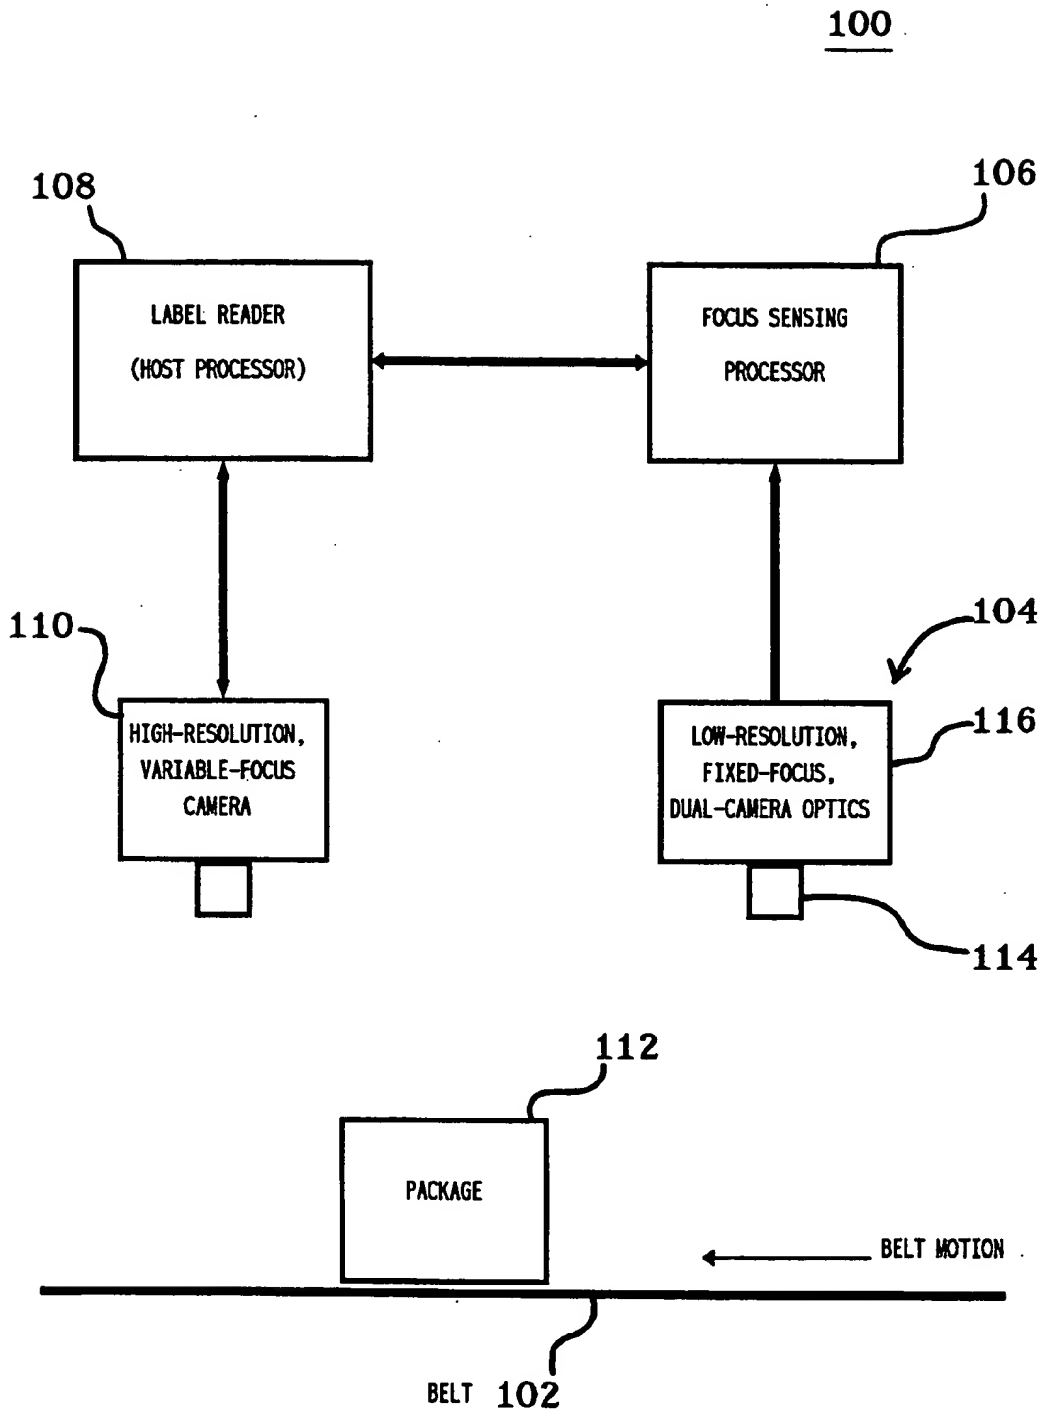 100
108
106
LABEL READER
(HOST PROCESSOR)
FOCUS SENSING
PROCESSOR
110
104
116
HIGH-RESOLUTION,
VARIABLE-FOCUS
CAMERA
LOW-RESOLUTION,
FIXED-FOCUS,
DUAL-CAMERA OPTICS
114
112
PACKAGE
BELT MOTION
BELT 102